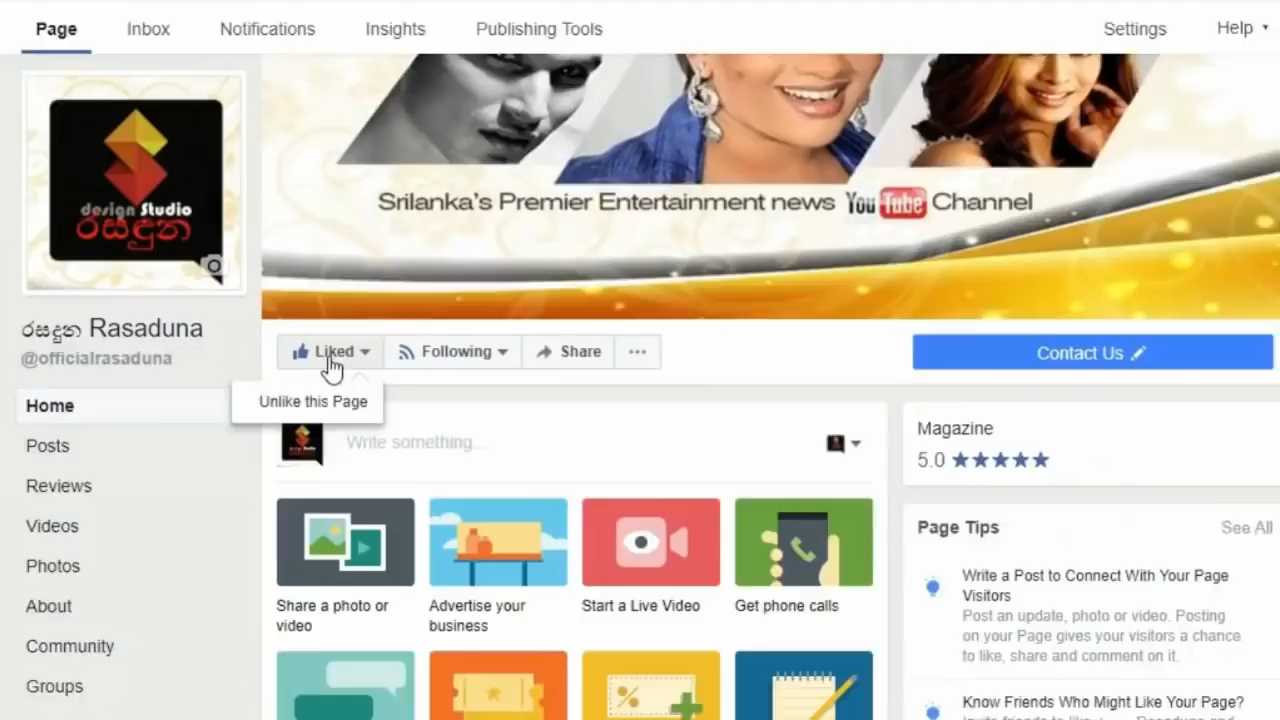 Page
Inbox
Notifications
Insights
Publishing Tools
Settings
Help
design Studio
රසදුන
Srilanka's Premier Entertainment news YouTube Channel
රසදුන Rasaduna
@officialrasaduna
Liked
Following
Share
Contact Us
Unlike this Page
Home
Posts
Reviews
Videos
Photos
About
Community
Groups
Write something...
Share a photo or
video
Advertise your
business
Start a Live Video
Get phone calls
Magazine
5.0
Page Tips
See All
Write a Post to Connect With Your Page
Visitors
Post an update, photo or video. Posting
on your Page gives your visitors a chance
to like, share and comment on it.
Know Friends Who Might Like Your Page?